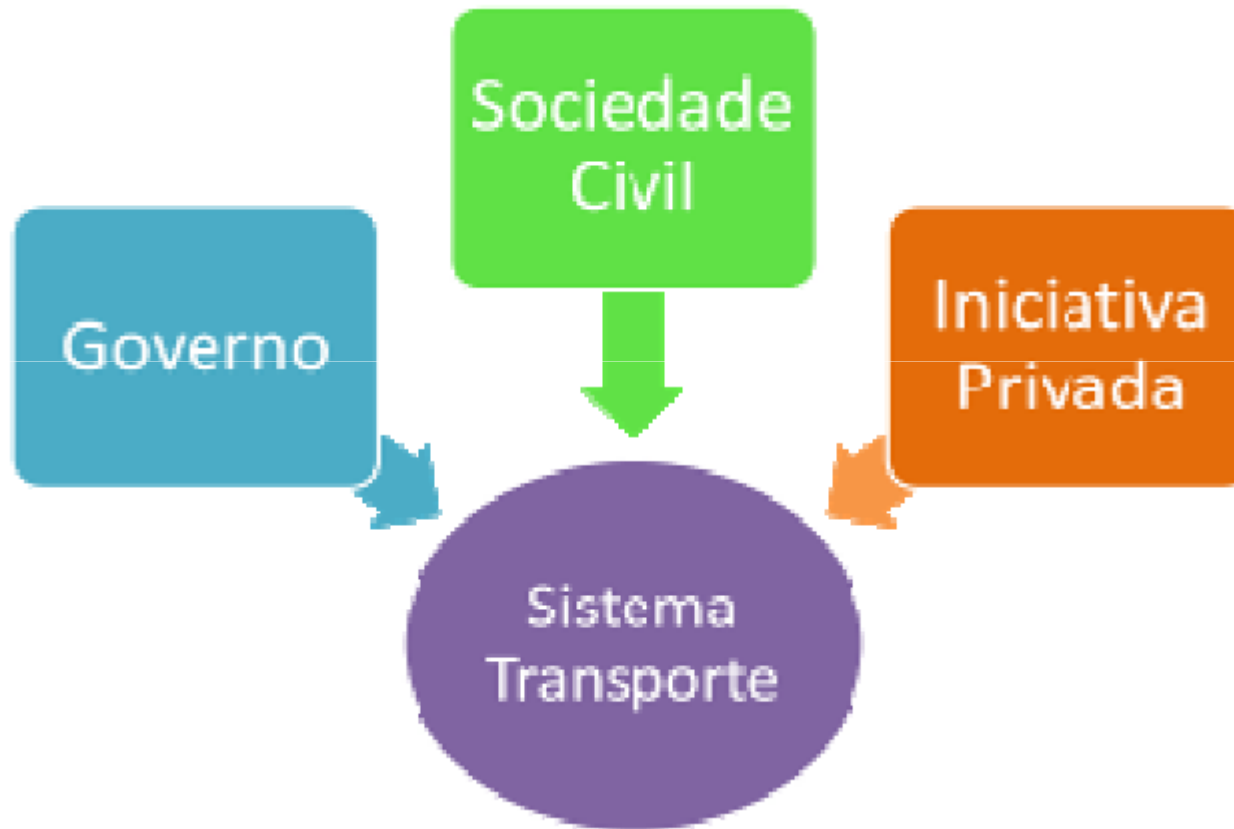 Sociedade
Civil
Governo
Iniciativa
Privada
Sistema
Transporte